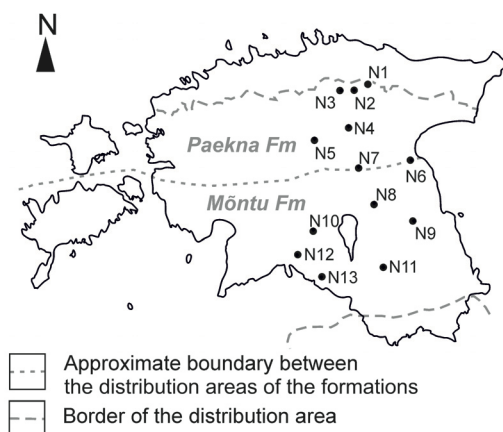 N
N1
N3
N2
N4
Paekna Fm
N5
N7
N6
Mõntu Fm
N8
N9
N10
N12
N11
N13
Approximate boundary between
the distribution areas of the formations
Border of the distribution area